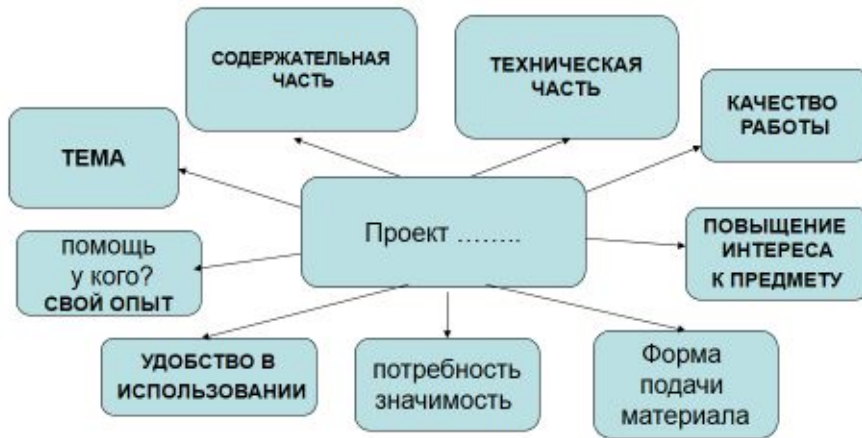 СОДЕРЖАТЕЛЬНАЯ
ЧАСТЬ
ТЕХНИЧЕСКАЯ
ЧАСТЬ
КАЧЕСТВО
РАБОТЫ
ТЕМА
Проект ........
ПОВЫЩЕНИЕ
ИНТЕРЕСА
К ПРЕДМЕТУ
помощь
у кого?
СВОЙ ОПЫТ
УДОБСТВО В
ИСПОЛЬЗОВАНИИ
потребность
значимость
Форма
подачи
материала